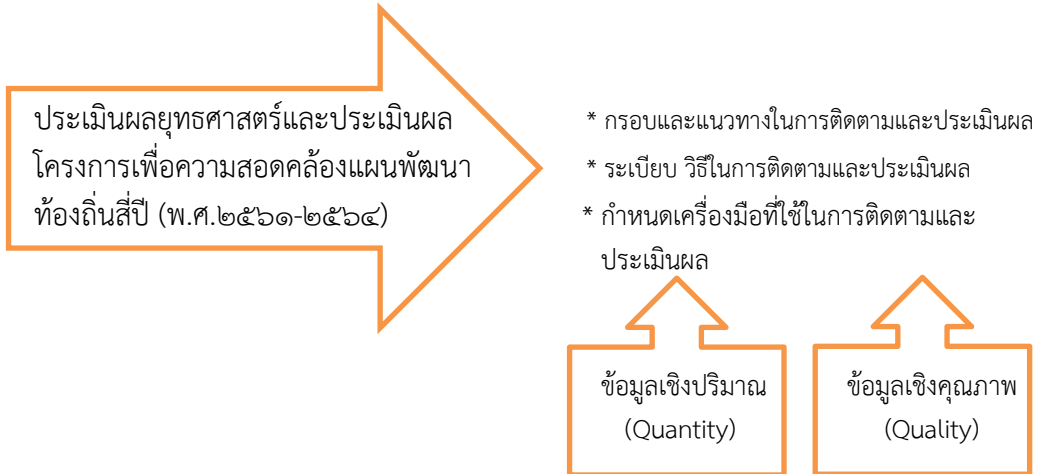 ประเมินผลยุทธศาสตร์และประเมินผล
โครงการเพื่อความสอดคล้องแผนพัฒนา
ท้องถิ่นสี่ปี (พ.ศ.๒๕๖๑-๒๕๖๔)
* กรอบและแนวทางในการติดตามและประเมินผล
* ระเบียบ วิธีในการติดตามและประเมินผล
* กำหนดเครื่องมือที่ใช้ในการติดตามและ
ประเมินผล
ข้อมูลเชิงปริมาณ
(Quantity)
ข้อมูลเชิงคุณภาพ
(Quality)